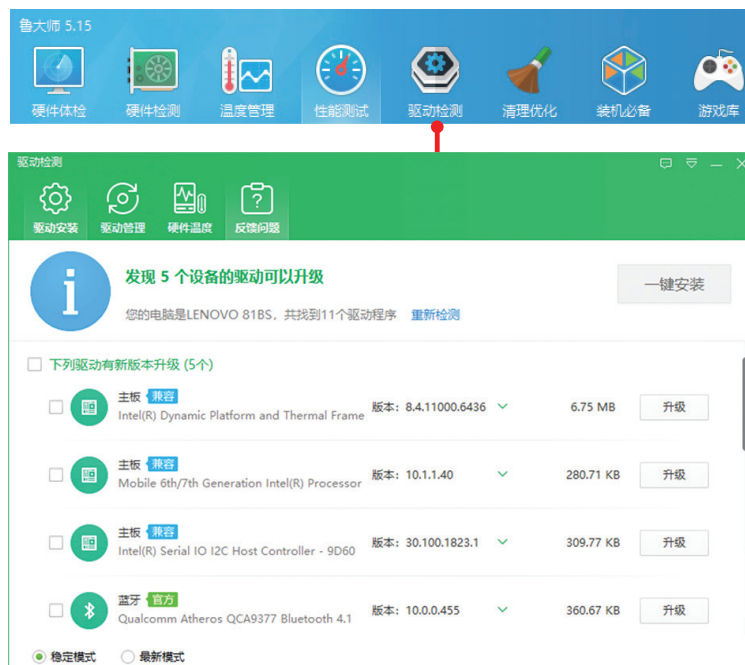 鲁大师 5.15
硬件体检 硬件检测 温度管理 性能测试 驱动检测 清理优化 装机必备 游戏库
驱动检测
驱动安装 驱动管理 硬件温度 反馈问题
发现 5 个设备的驱动可以升级
一键安装
您的电脑是LENOVO 81BS，共找到11个驱动程序 重新检测
下列驱动有新版本升级 (5个)
主板 兼容
Intel(R) Dynamic Platform and Thermal Frame 版本：8.4.11000.6436 6.75 MB 升级
主板 兼容
Mobile 6th/7th Generation Intel(R) Processor 版本：10.1.1.40 280.71 KB 升级
主板 兼容
Intel(R) Serial IO I2C Host Controller - 9D60 版本：30.100.1823.1 309.77 KB 升级
蓝牙 官方
Qualcomm Atheros QCA9377 Bluetooth 4.1 版本：10.0.0.455 360.67 KB 升级
稳定模式 最新模式